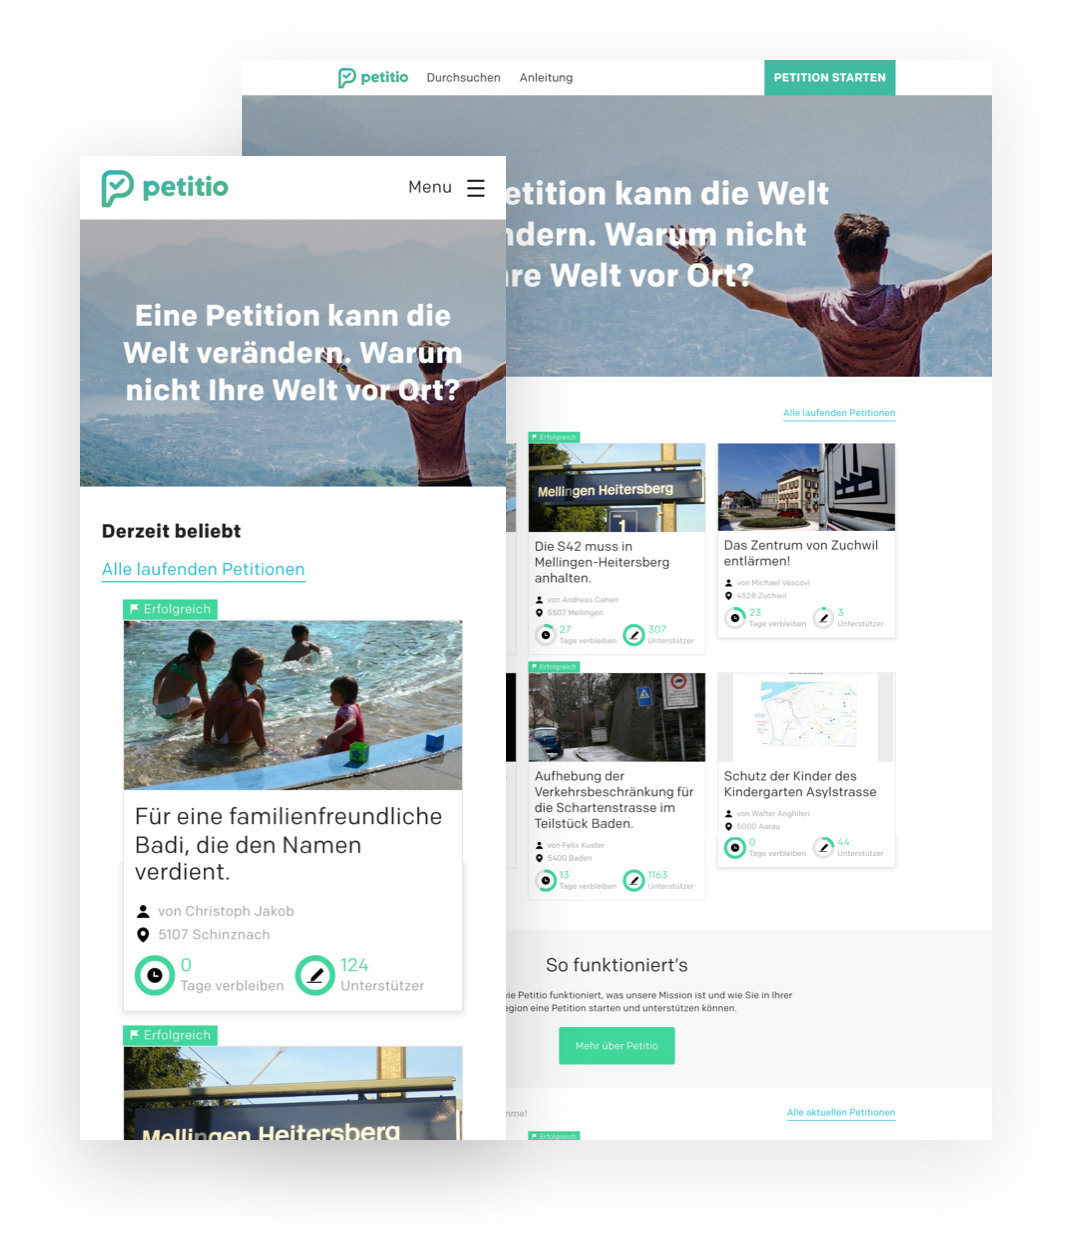 petitio
Durchsuchen
Anleitung
PETITION STARTEN
etition kann die Welt
ndern. Warum nicht
re Welt vor Ort?
Alle laufenden Petitionen
Erfolgreich
Mellingen Heitersberg
1
Die S42 muss in
Mellingen-Heitersberg
anhalten.
von Andreas Cahen
5507 Mellingen
27
Tage verbleiben
307
Unterstützer
Das Zentrum von Zuchwil
entlärmen!
von Michael Vescovi
4528 Zuchwil
23
Tage verbleiben
3
Unterstützer
Erfolgreich
Aufhebung der
Verkehrsbeschränkung für
die Schartenstrasse im
Teilstück Baden.
von Felix Kuster
5400 Baden
13
Tage verbleiben
1163
Unterstützer
Schutz der Kinder des
Kindergarten Asylstrasse
von Walter Anghileri
5000 Aarau
0
Tage verbleiben
44
Unterstützer
So funktioniert's
ie Petitio funktioniert, was unsere Mission ist und wie Sie in Ihrer
egion eine Petition starten und unterstützen können.
Mehr über Petitio
mme!
Alle aktuellen Petitionen
Erfolgreich
petitio
Menu
Eine Petition kann die
Welt verändern. Warum
nicht Ihre Welt vor Ort?
Derzeit beliebt
Alle laufenden Petitionen
Erfolgreich
Für eine familienfreundliche
Badi, die den Namen
verdient.
von Christoph Jakob
5107 Schinznach
0
Tage verbleiben
124
Unterstützer
Erfolgreich
Mellingen Heitersberg